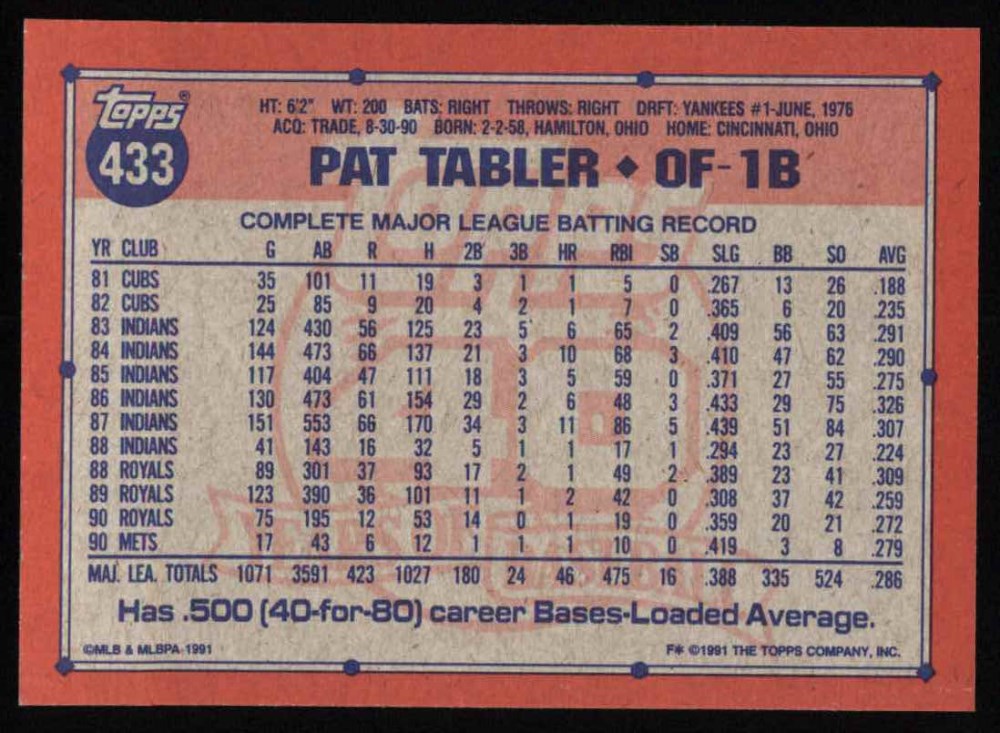 topps®
433
HT: 6'2" WT: 200 BATS: RIGHT THROWS: RIGHT DRFT: YANKEES #1-JUNE, 1976
ACQ: TRADE, 8-30-90 BORN: 2-2-58, HAMILTON, OHIO HOME: CINCINNATI, OHIO
PAT TABLER ◆ OF-1B
COMPLETE MAJOR LEAGUE BATTING RECORD
YR CLUB G AB R H 2B 3B HR RBI SB SLG BB SO AVG
81 CUBS 35 101 11 19 3 1 1 5 0 .267 13 26 .188
82 CUBS 25 85 9 20 4 2 1 7 0 .365 6 20 .235
83 INDIANS 124 430 56 125 23 5 6 65 2 .409 56 63 .291
84 INDIANS 144 473 66 137 21 3 10 68 3 .410 47 62 .290
85 INDIANS 117 404 47 111 18 3 5 59 0 .371 27 55 .275
86 INDIANS 130 473 61 154 29 2 6 48 3 .433 29 75 .326
87 INDIANS 151 553 66 170 34 3 11 86 5 .439 51 84 .307
88 INDIANS 41 143 16 32 5 1 1 17 1 .294 23 27 .224
88 ROYALS 89 301 37 93 17 2 1 49 2 .389 23 41 .309
89 ROYALS 123 390 36 101 11 1 2 42 0 .308 37 42 .259
90 ROYALS 75 195 12 53 14 0 1 19 0 .359 20 21 .272
90 METS 17 43 6 12 1 1 1 10 0 .419 3 8 .279
MAJ. LEA. TOTALS 1071 3591 423 1027 180 24 46 475 16 .388 335 524 .286
Has .500 (40-for-80) career Bases-Loaded Average.
©MLB & MLBPA 1991 F* ©1991 THE TOPPS COMPANY, INC.